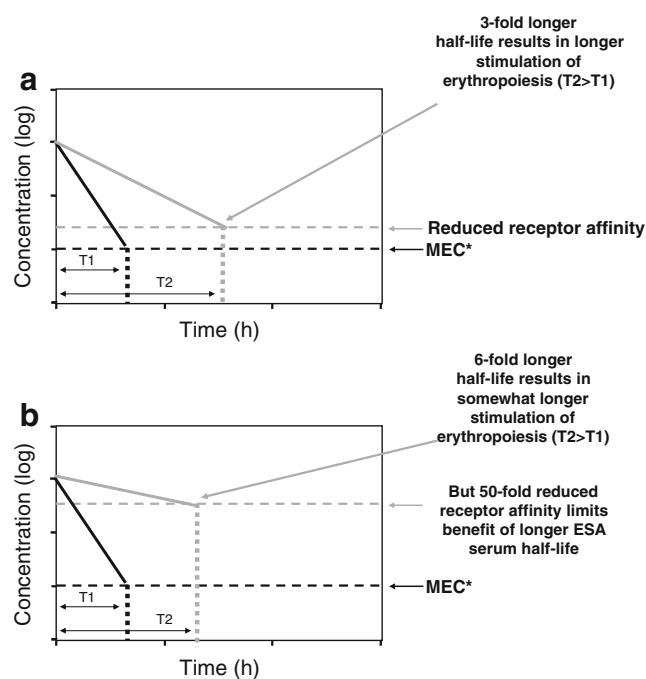 3-fold longer
half-life results in longer
stimulation of
erythropoiesis (T2>T1)
a
Concentration (log)
Reduced receptor affinity
MEC*
T1
T2
Time (h)
6-fold longer
half-life results in
somewhat longer
stimulation of
erythropoiesis (T2>T1)
b
Concentration (log)
But 50-fold reduced
receptor affinity limits
benefit of longer ESA
serum half-life
MEC*
T1
T2
Time (h)